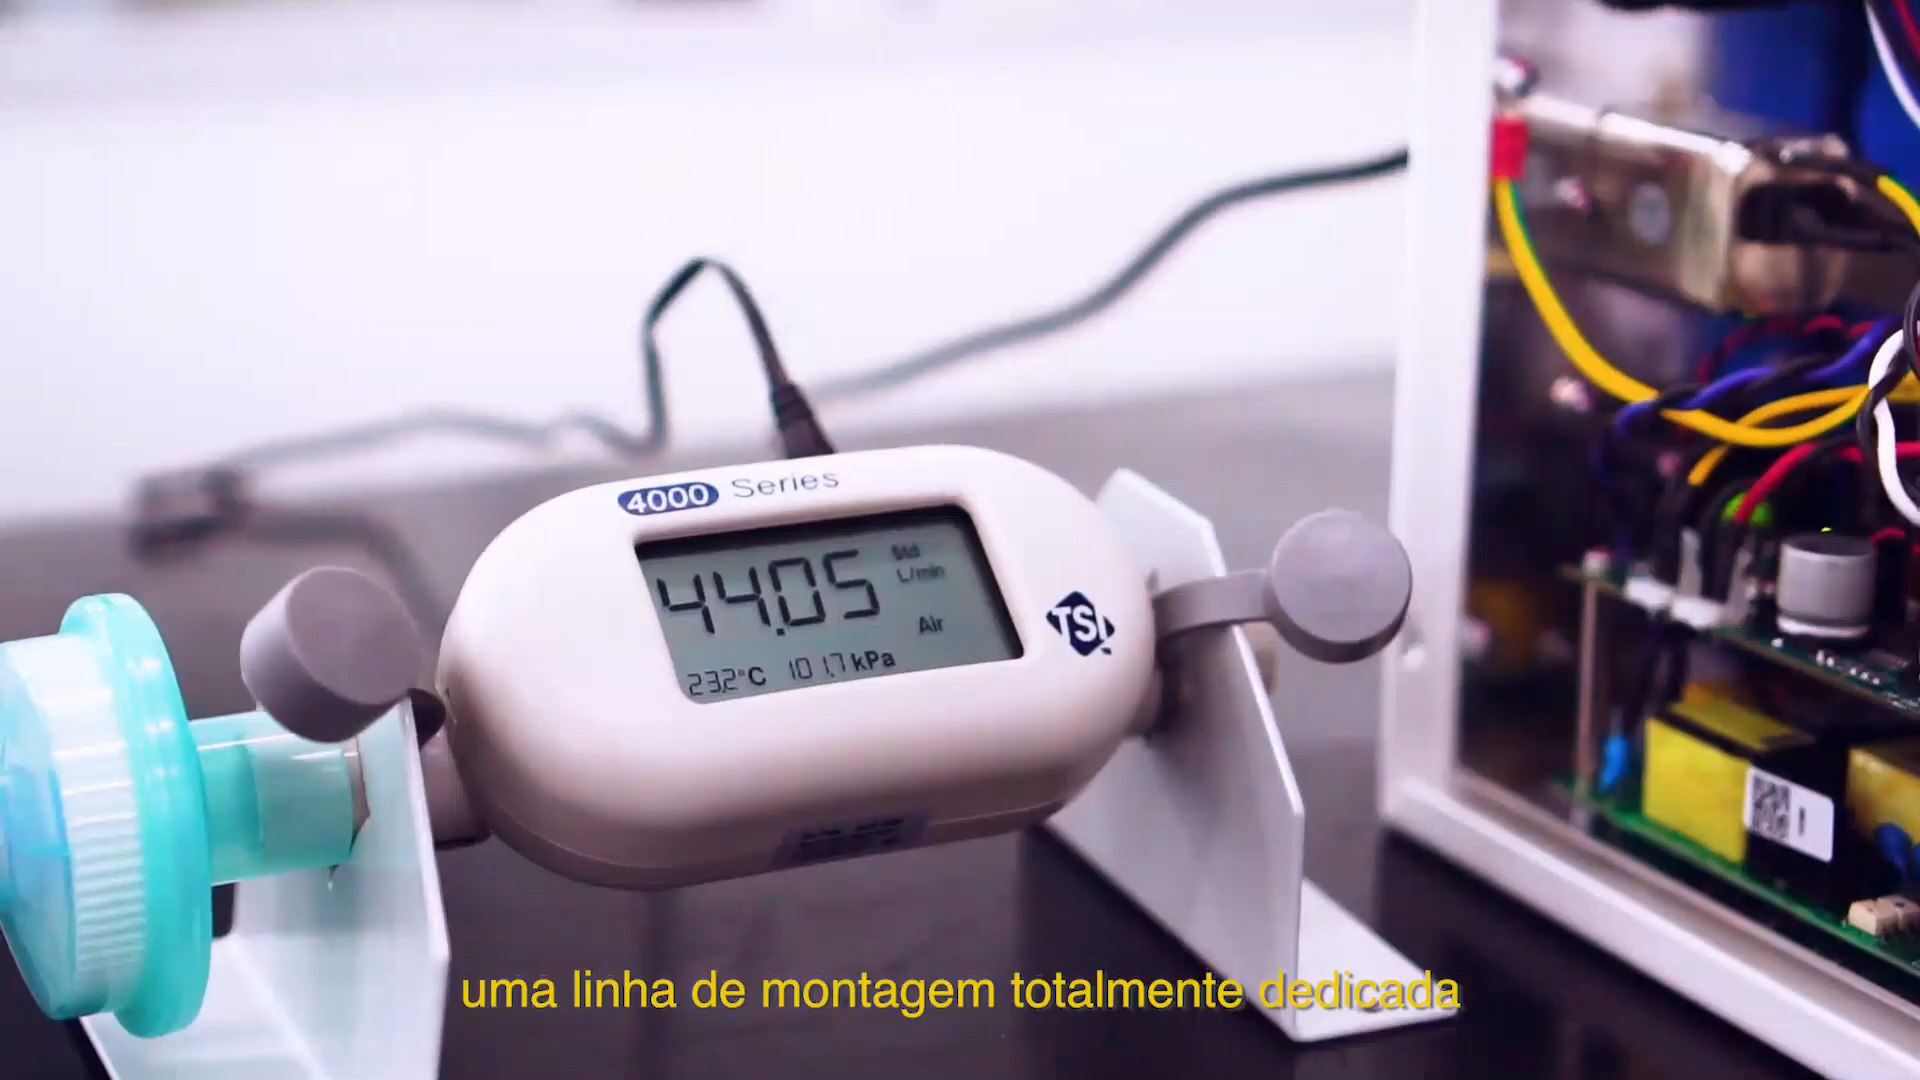 4000 Series
44.05 Std L/min
Air
23.2°C 101.7 kPa
TSI
uma linha de montagem totalmente dedicada